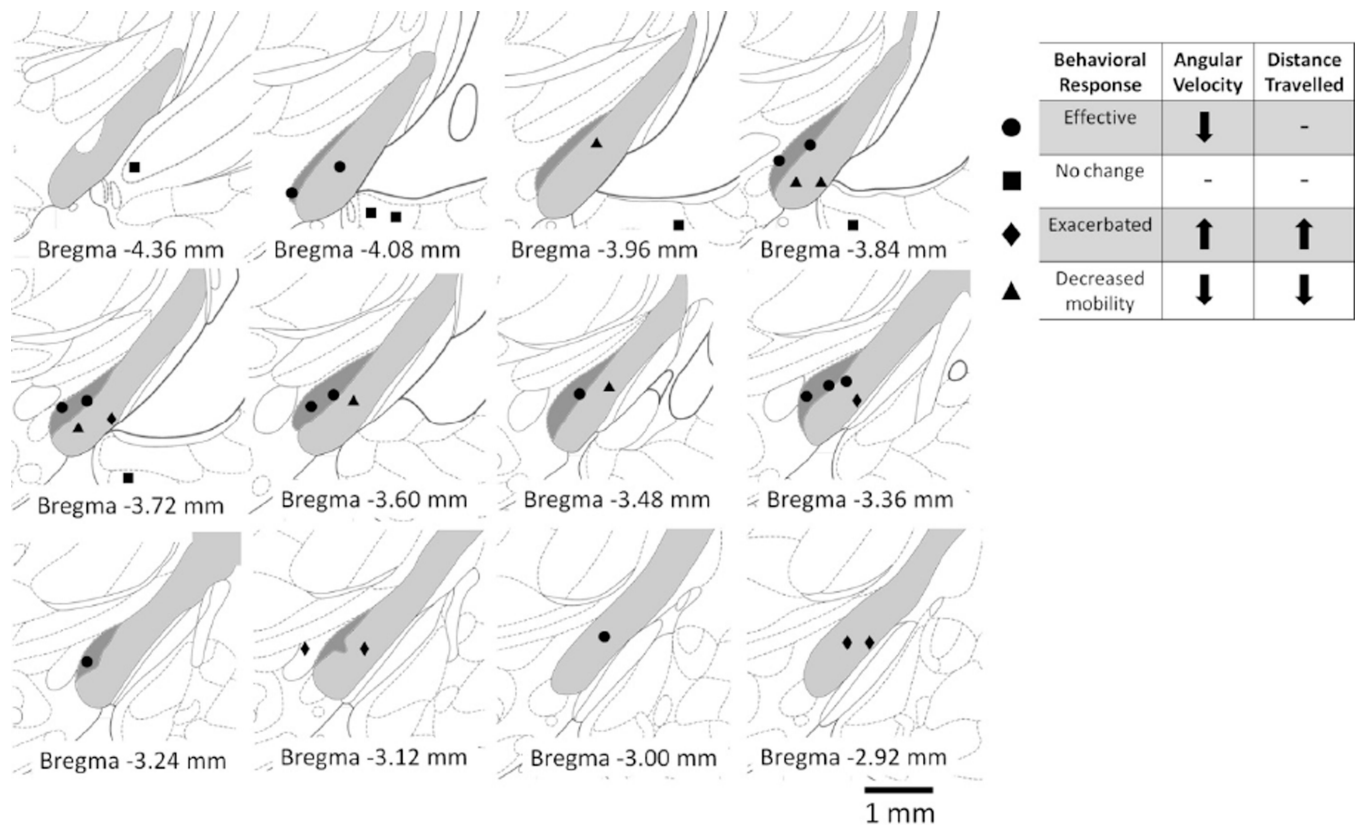 Bregma -4.36 mm
Bregma -4.08 mm
Bregma -3.96 mm
Bregma -3.84 mm
Behavioral Response
Angular Velocity
Distance Travelled
Effective
-
No change
-
-
Exacerbated
Decreased mobility
Bregma -3.72 mm
Bregma -3.60 mm
Bregma -3.48 mm
Bregma -3.36 mm
Bregma -3.24 mm
Bregma -3.12 mm
Bregma -3.00 mm
Bregma -2.92 mm
1 mm